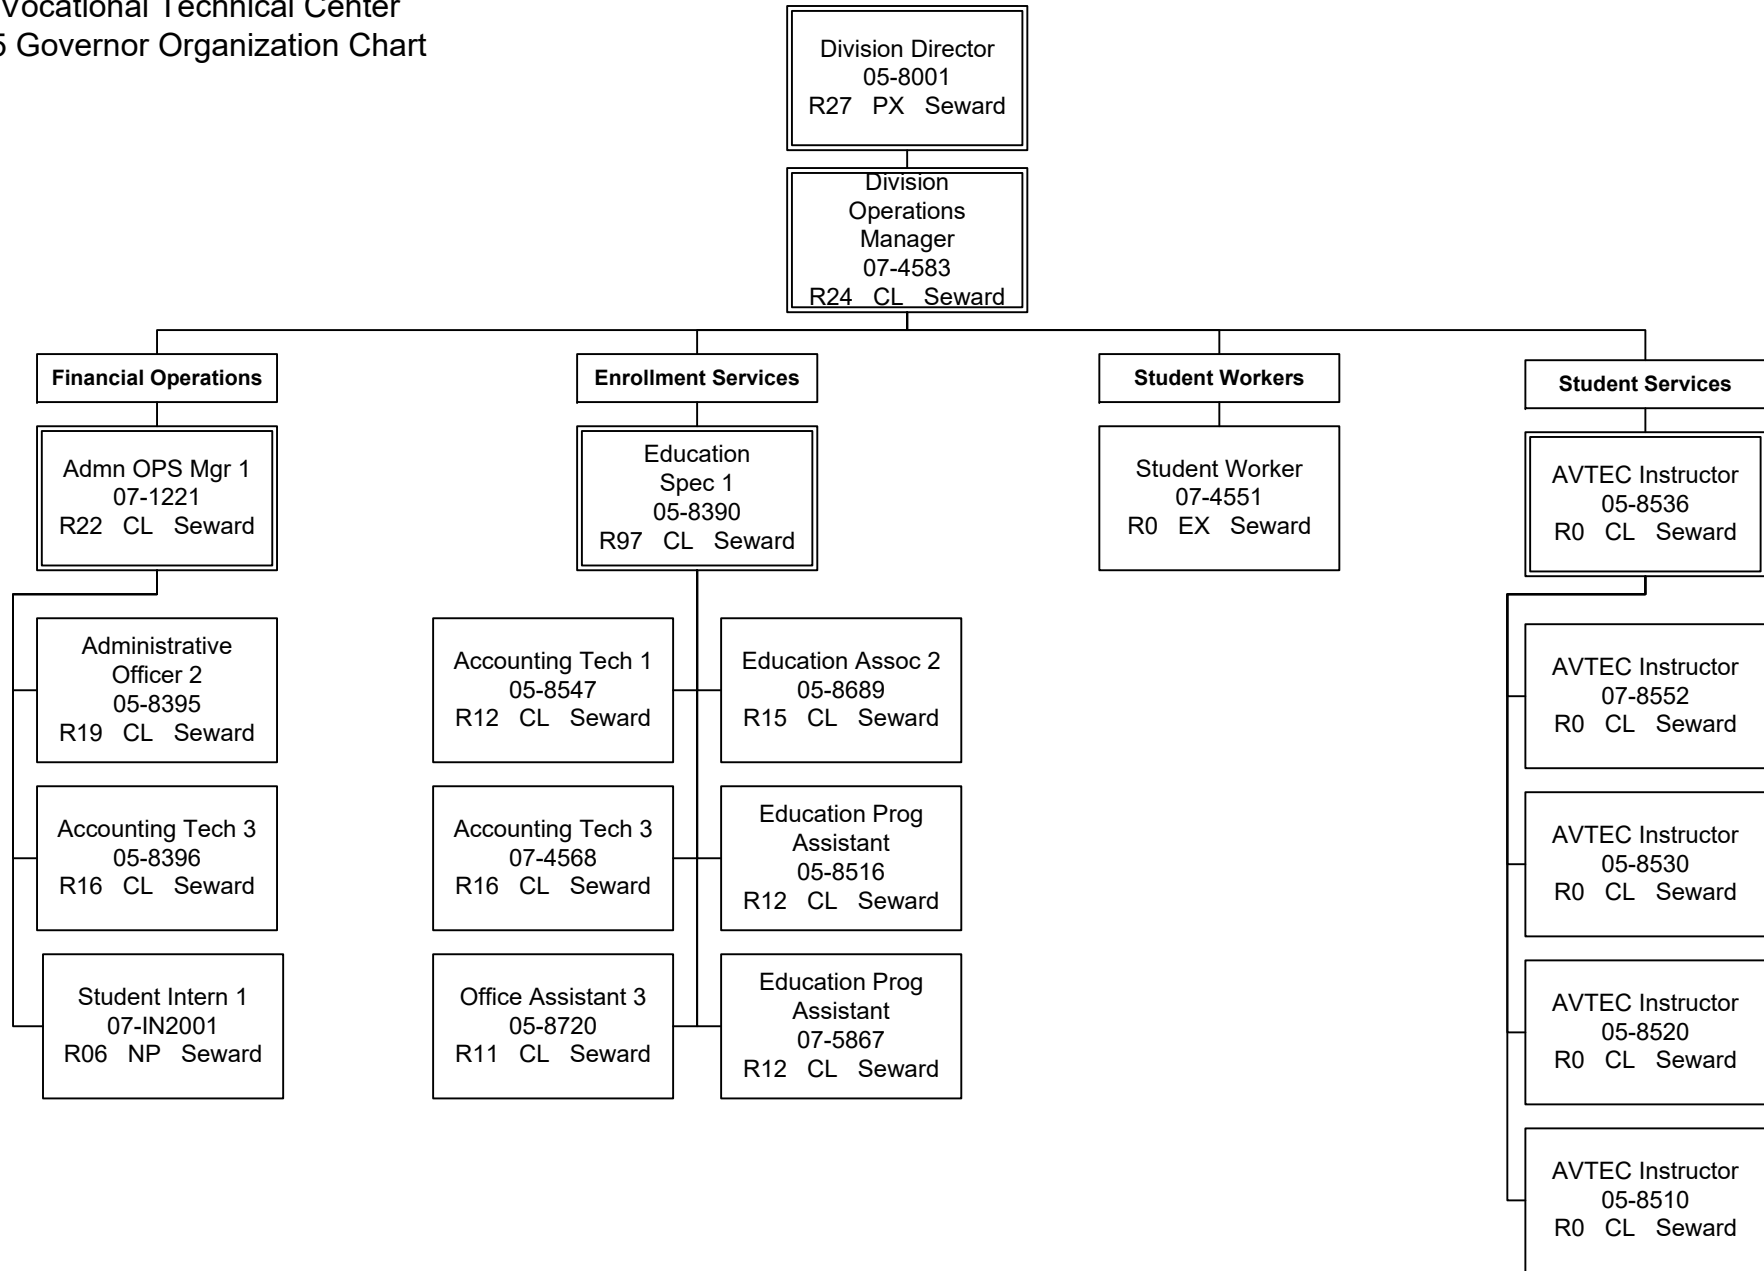 Vocational Technical Center
5 Governor Organization Chart
Division Director
05-8001
R27 PX Seward
Division
Operations
Manager
07-4583
R24 CL Seward
Financial Operations
Admn OPS Mgr 1
07-1221
R22 CL Seward
Administrative
Officer 2
05-8395
R19 CL Seward
Accounting Tech 3
05-8396
R16 CL Seward
Student Intern 1
07-IN2001
R06 NP Seward
Enrollment Services
Education
Spec 1
05-8390
R97 CL Seward
Accounting Tech 1
05-8547
R12 CL Seward
Education Assoc 2
05-8689
R15 CL Seward
Accounting Tech 3
07-4568
R16 CL Seward
Education Prog
Assistant
05-8516
R12 CL Seward
Office Assistant 3
05-8720
R11 CL Seward
Education Prog
Assistant
07-5867
R12 CL Seward
Student Workers
Student Worker
07-4551
R0 EX Seward
Student Services
AVTEC Instructor
05-8536
R0 CL Seward
AVTEC Instructor
07-8552
R0 CL Seward
AVTEC Instructor
05-8530
R0 CL Seward
AVTEC Instructor
05-8520
R0 CL Seward
AVTEC Instructor
05-8510
R0 CL Seward